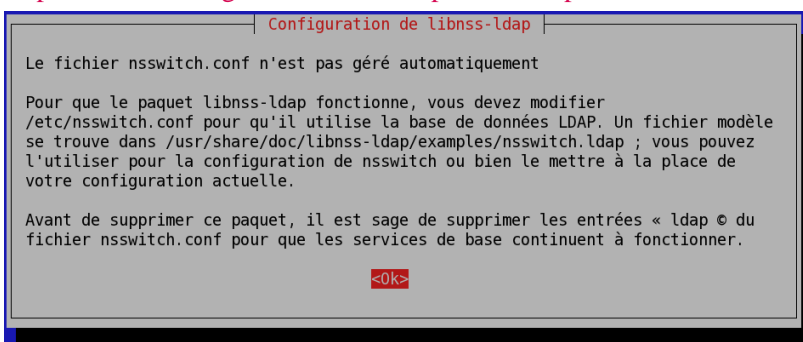 Configuration de libnss-ldap
Le fichier nsswitch.conf n'est pas géré automatiquement
Pour que le paquet libnss-ldap fonctionne, vous devez modifier
/etc/nsswitch.conf pour qu'il utilise la base de données LDAP. Un fichier modèle
se trouve dans /usr/share/doc/libnss-ldap/examples/nsswitch.ldap ; vous pouvez
l'utiliser pour la configuration de nsswitch ou bien le mettre à la place de
votre configuration actuelle.
Avant de supprimer ce paquet, il est sage de supprimer les entrées « ldap © du
fichier nsswitch.conf pour que les services de base continuent à fonctionner.
<Ok>